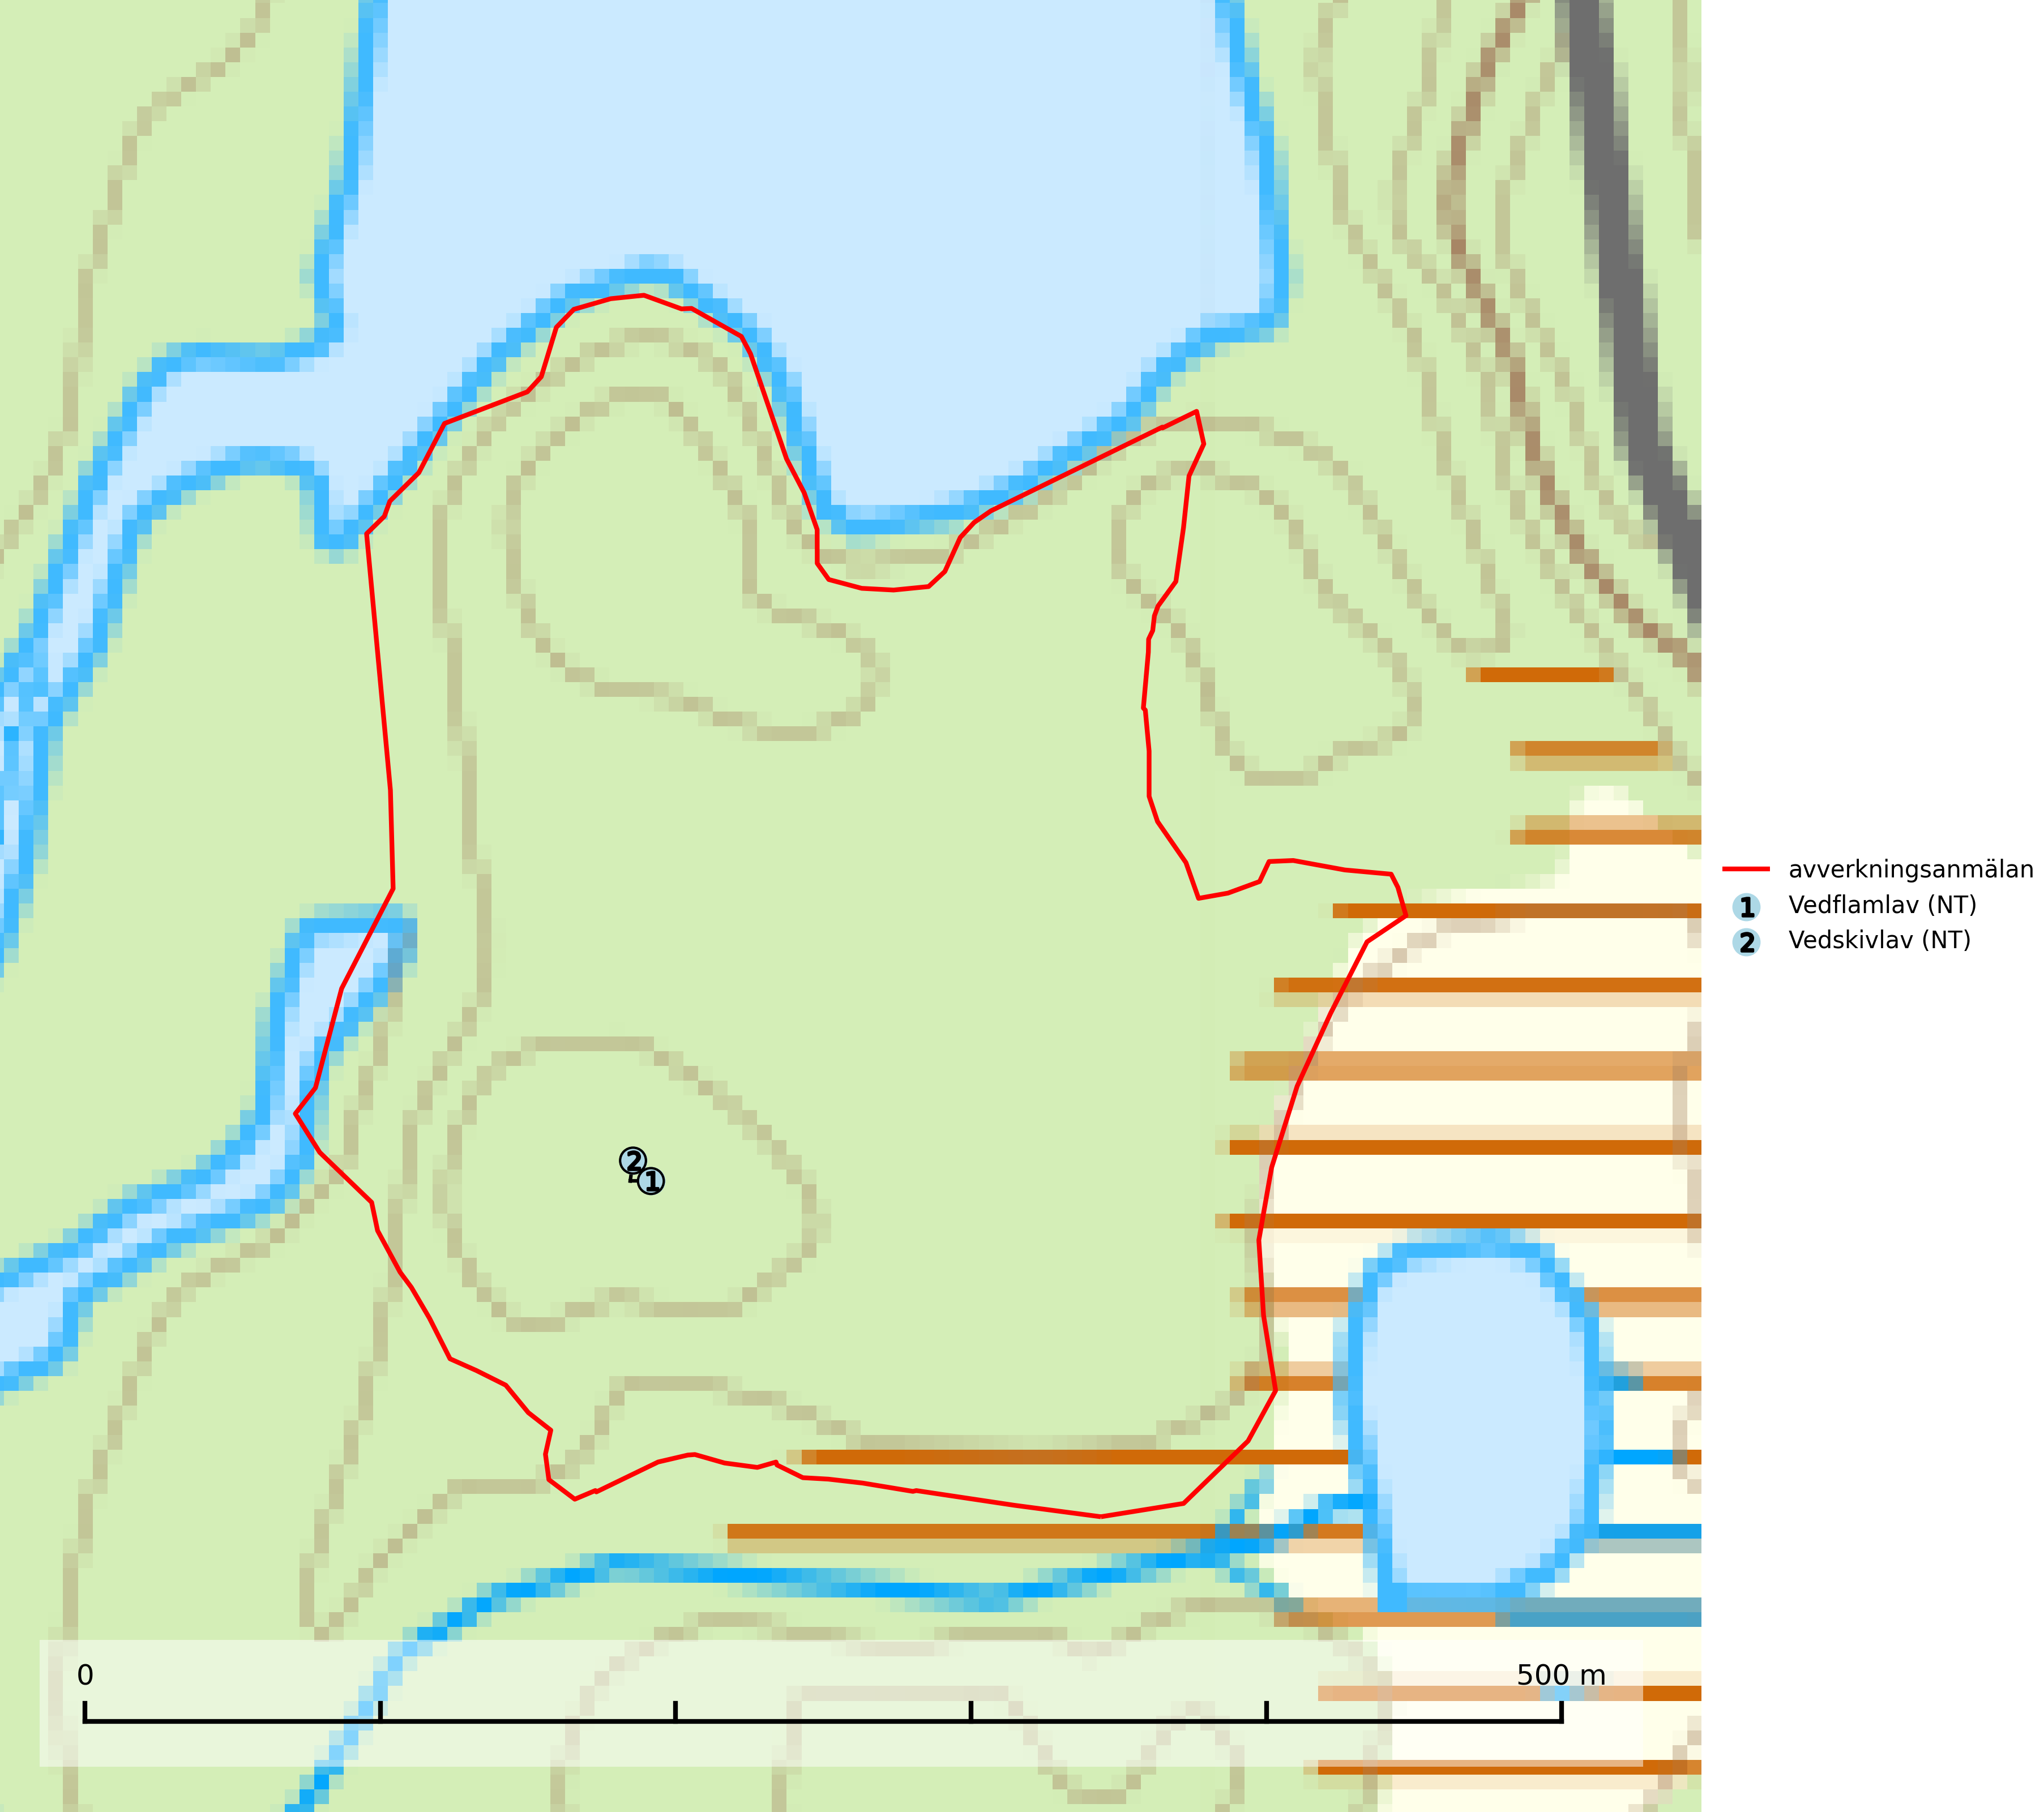 avverkningsanmälan
1 Vedflamlav (NT)
2 Vedskivlav (NT)
2
1
0 500 m